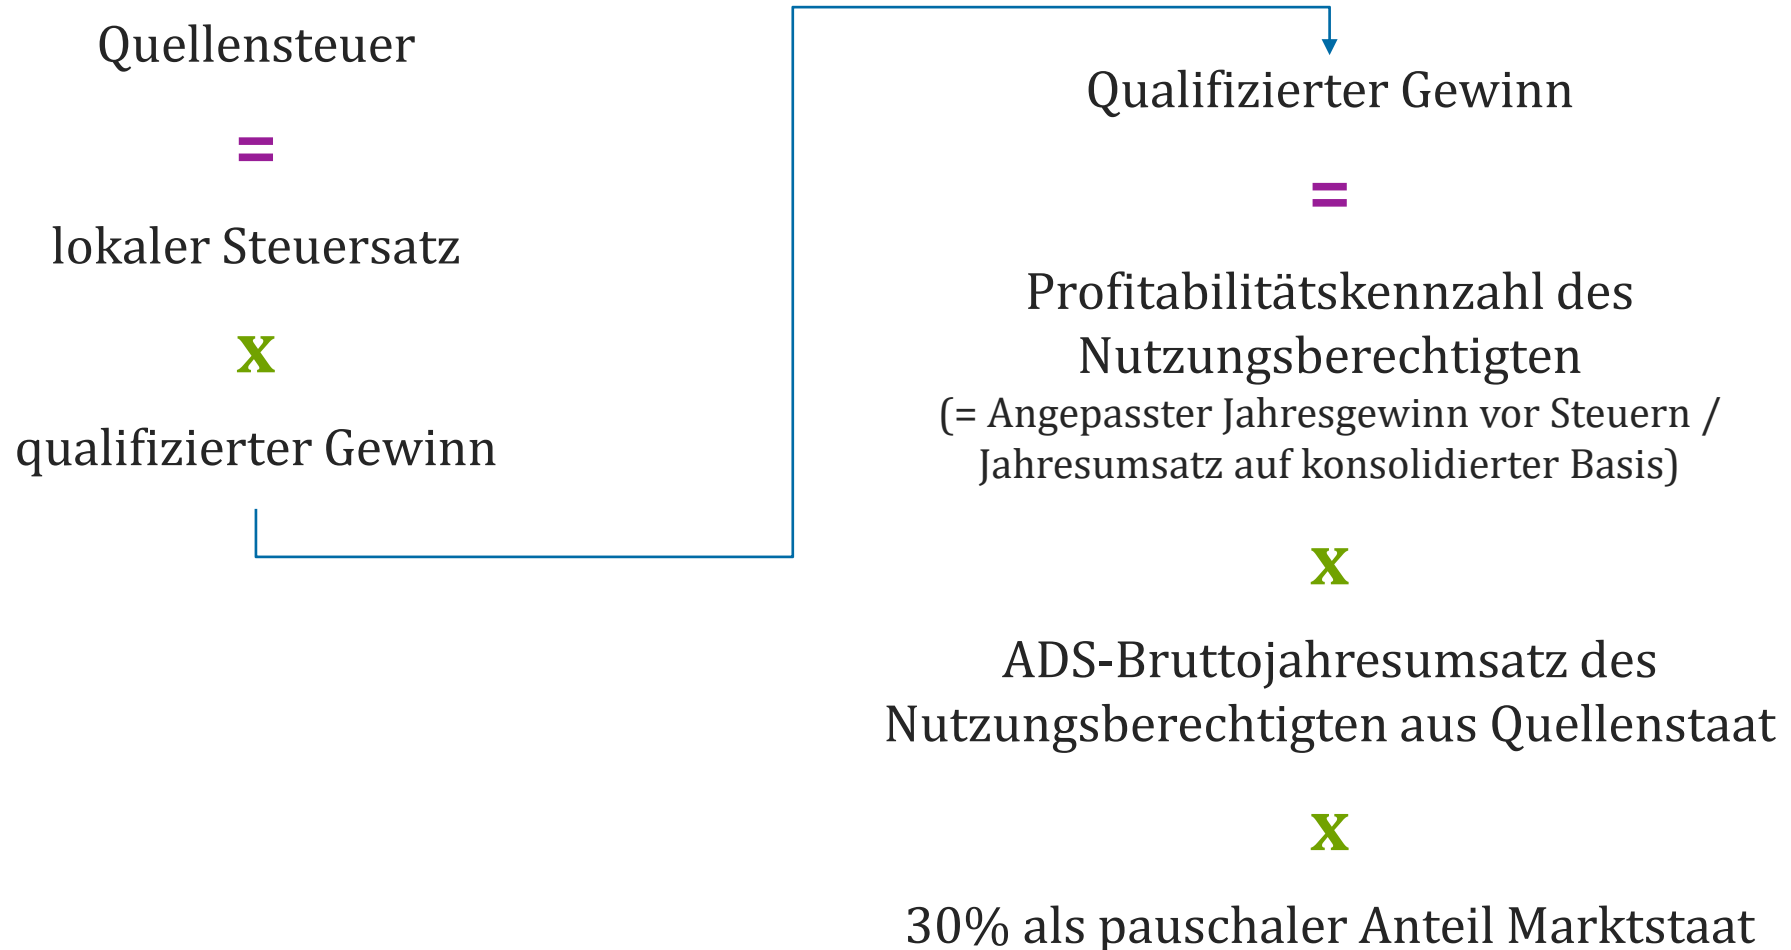 Quellensteuer
=
lokaler Steuersatz
x
qualifizierter Gewinn
Qualifizierter Gewinn
=
Profitabilitätskennzahl des
Nutzungsberechtigten
(= Angepasster Jahresgewinn vor Steuern /
Jahresumsatz auf konsolidierter Basis)
x
ADS-Bruttojahresumsatz des
Nutzungsberechtigten aus Quellenstaat
x
30% als pauschaler Anteil Marktstaat